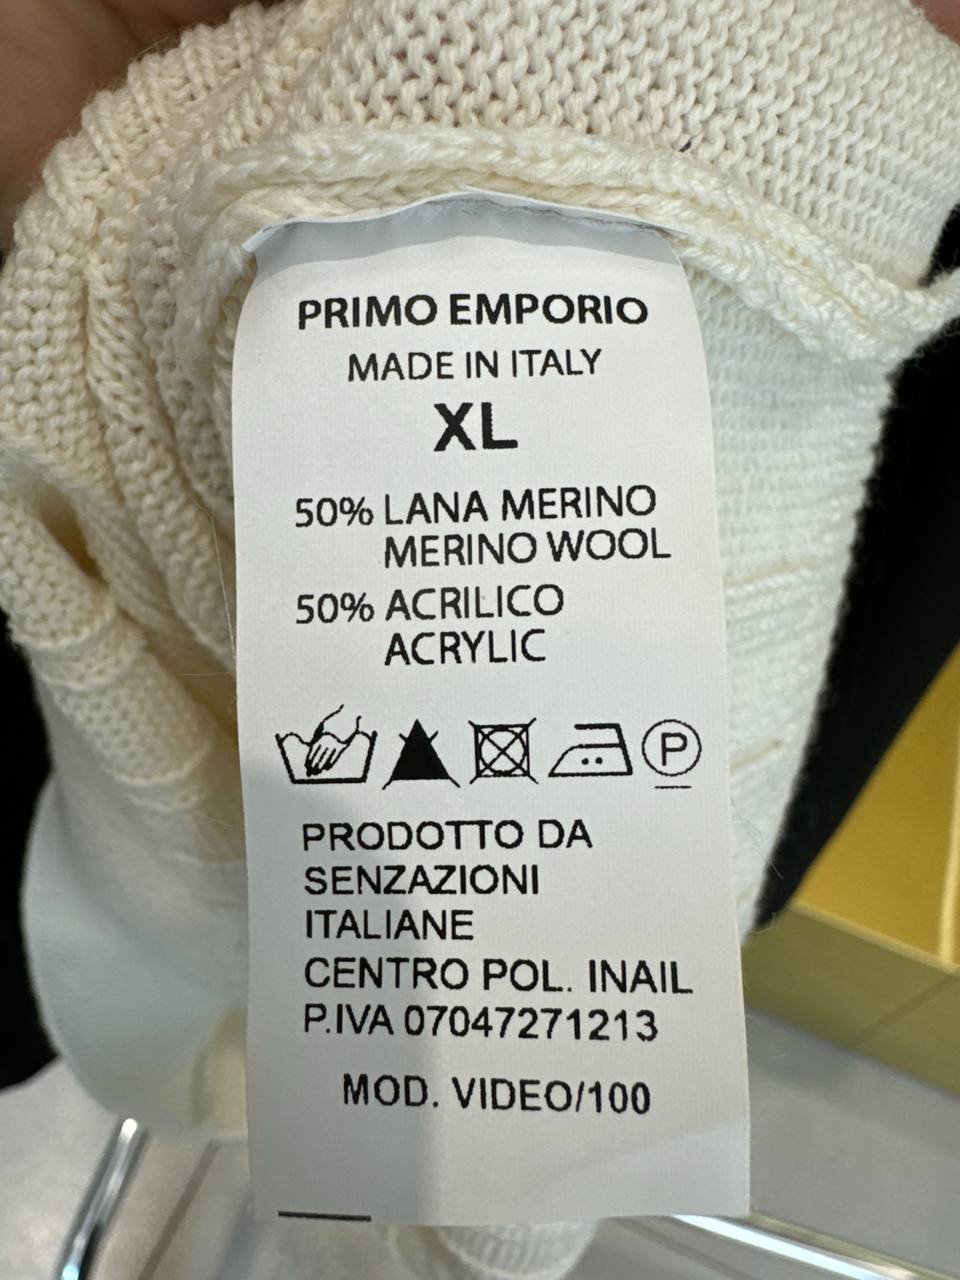 PRIMO EMPORIO
MADE IN ITALY
XL
50% LANA MERINO
MERINO WOOL
50% ACRILICO
ACRYLIC
P
PRODOTTO DA
SENZAZIONI
ITALIANE
CENTRO POL. INAIL
P.IVA 07047271213
MOD. VIDEO/100